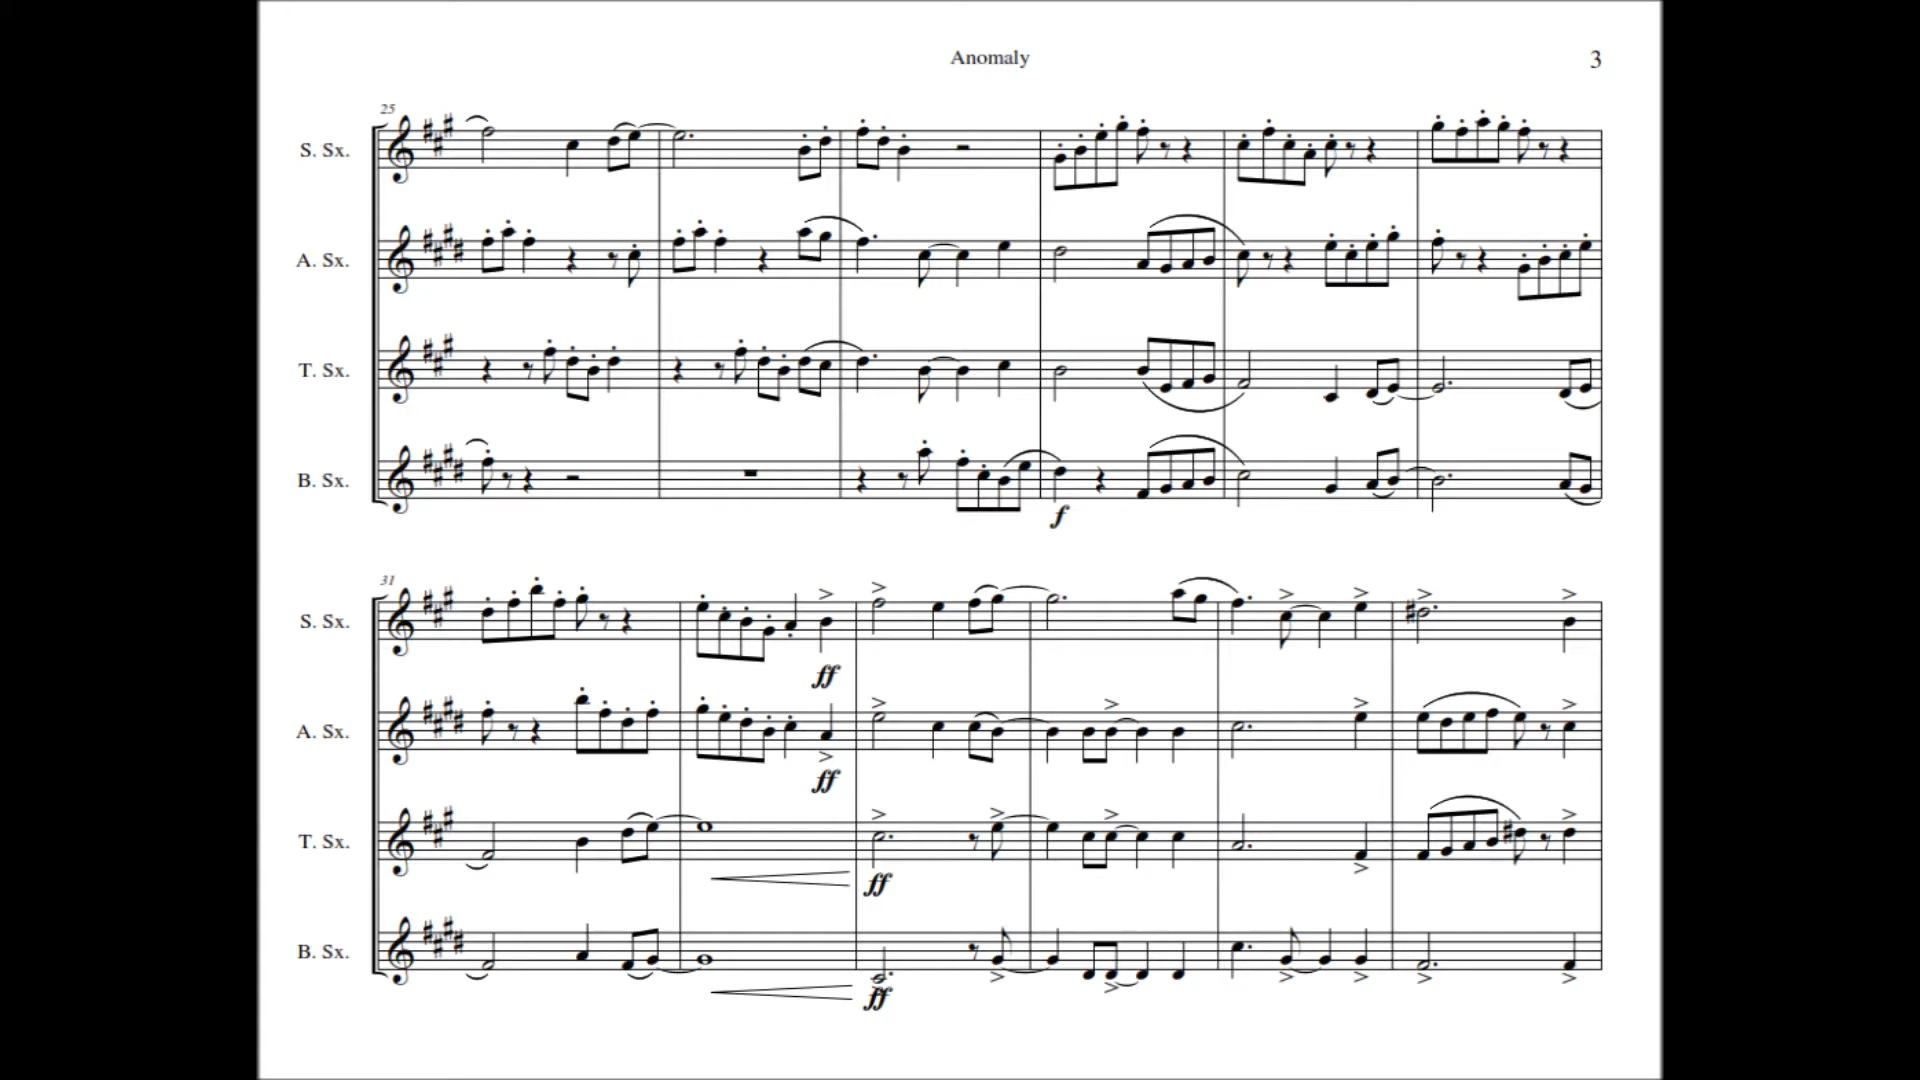 Anomaly
3
25
S. Sx.
A. Sx.
T. Sx.
B. Sx.
f
31
S. Sx.
ff
A. Sx.
ff
T. Sx.
ff
B. Sx.
ff